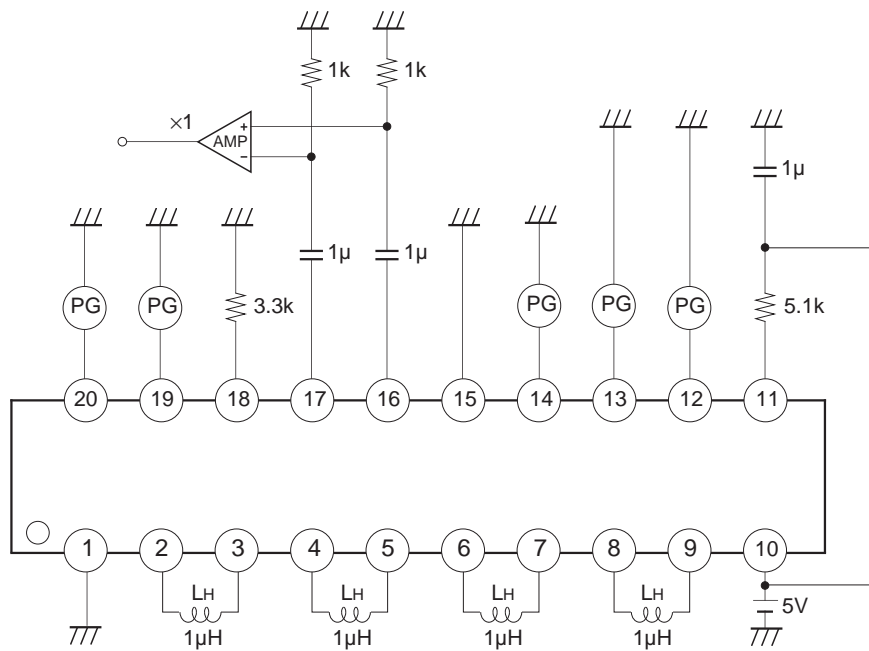 1k 1k
×1
+
AMP
−
1µ
1µ 1µ
PG PG 3.3k PG PG PG 5.1k
20 19 18 17 16 15 14 13 12 11
1 2 3 4 5 6 7 8 9 10
LH LH LH LH 5V
1µH 1µH 1µH 1µH